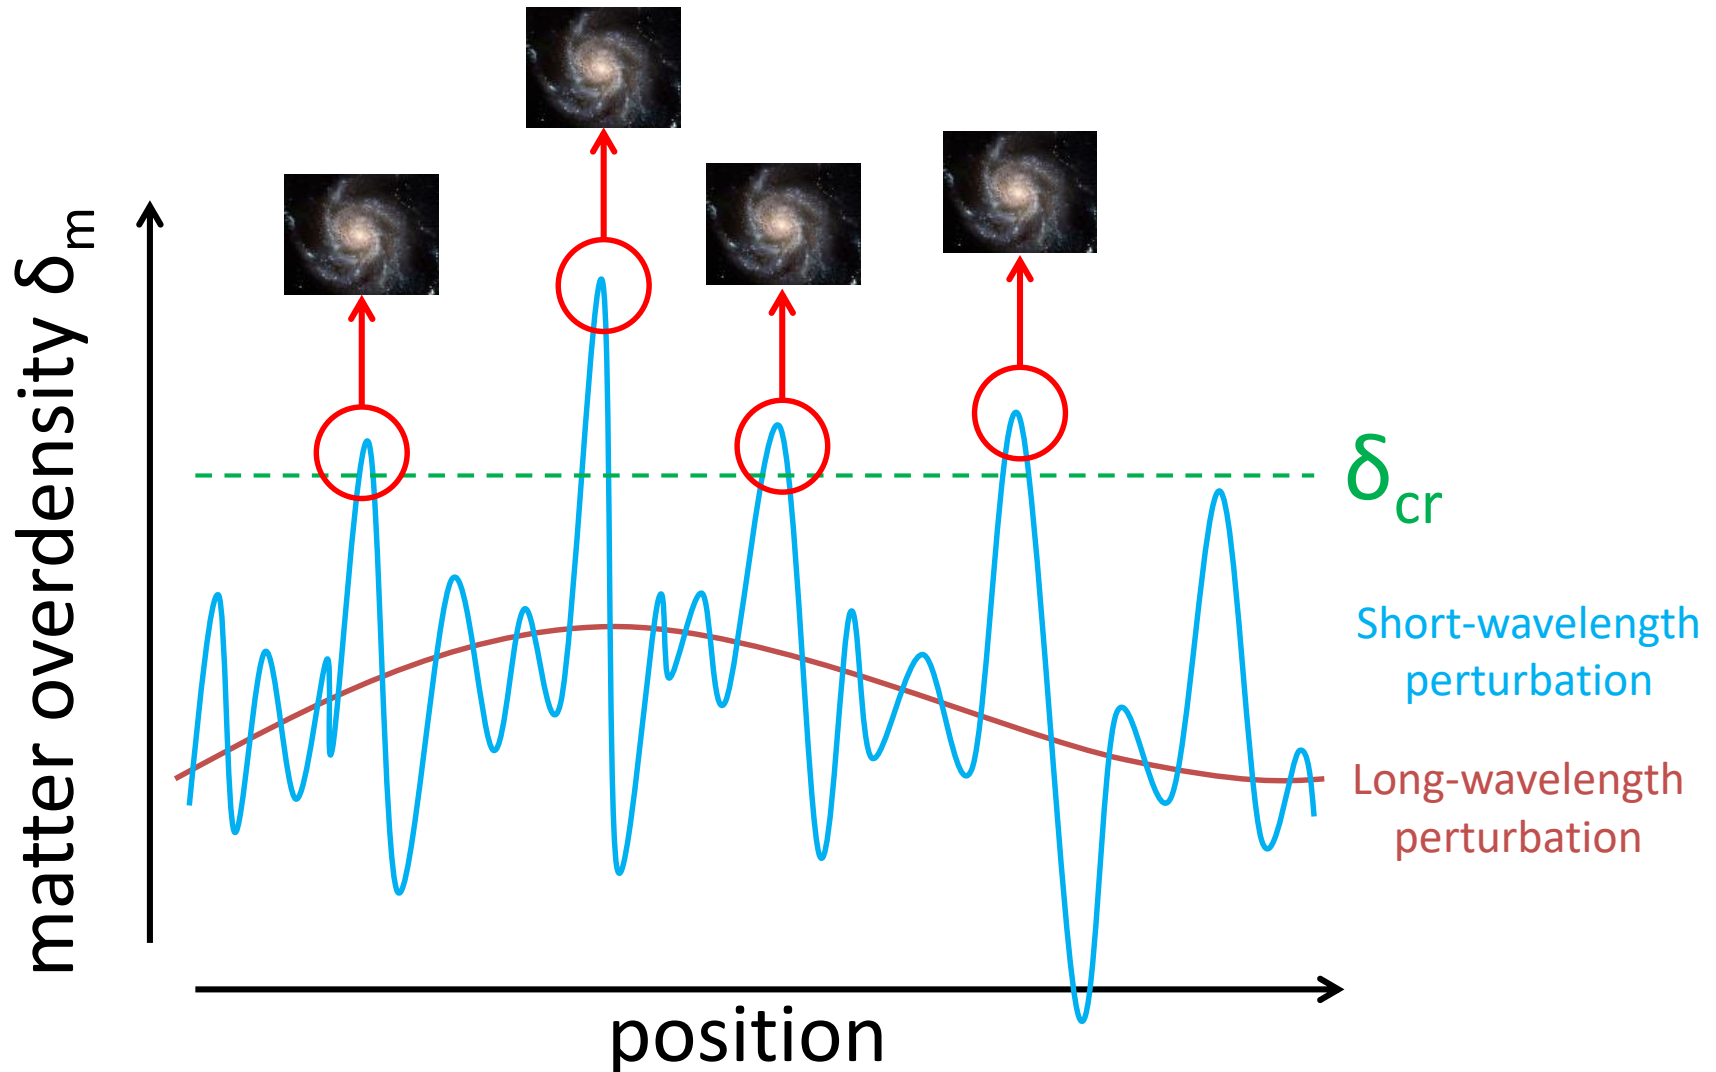 matter overdensity δm
δcr
Short-wavelength
perturbation
Long-wavelength
perturbation
position